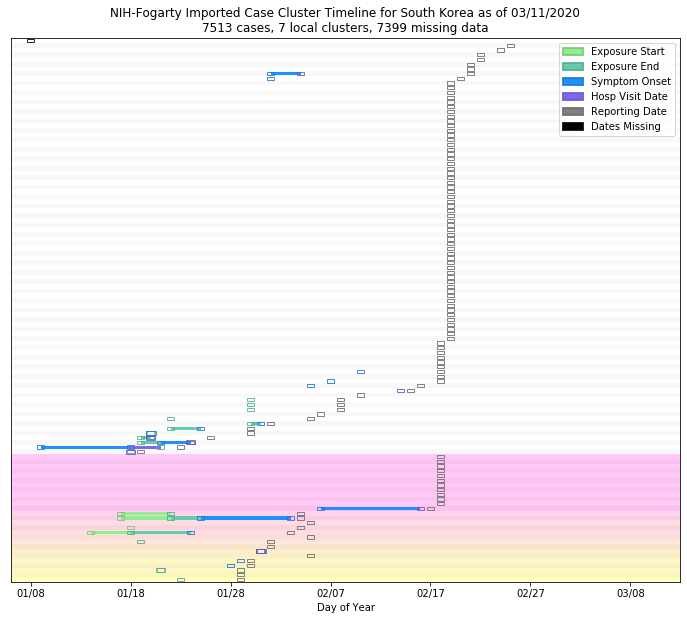 NIH-Fogarty Imported Case Cluster Timeline for South Korea as of 03/11/2020
7513 cases, 7 local clusters, 7399 missing data
Exposure Start
Exposure End
Symptom Onset
Hosp Visit Date
Reporting Date
Dates Missing
01/08 01/18 01/28 02/07 02/17 02/27 03/08
Day of Year